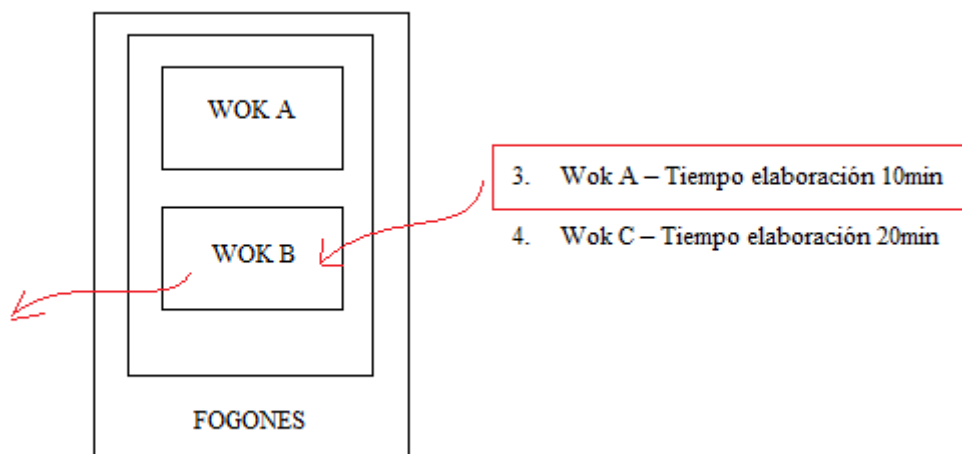 WOK A
WOK B
FOGONES
3. Wok A – Tiempo elaboración 10min
4. Wok C – Tiempo elaboración 20min